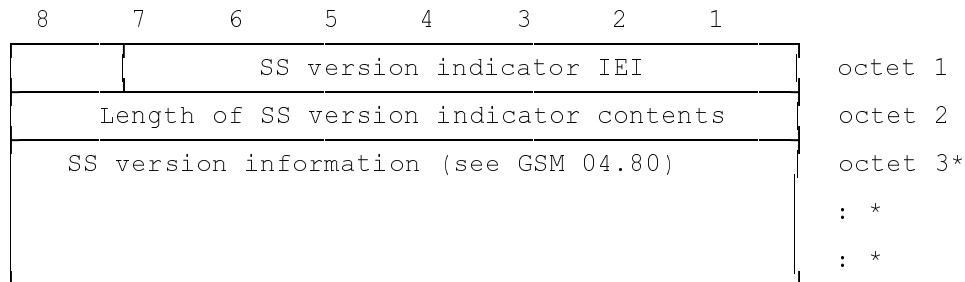 8 7 6 5 4 3 2 1
SS version indicator IEI octet 1
Length of SS version indicator contents octet 2
SS version information (see GSM 04.80) octet 3*
: *
: *